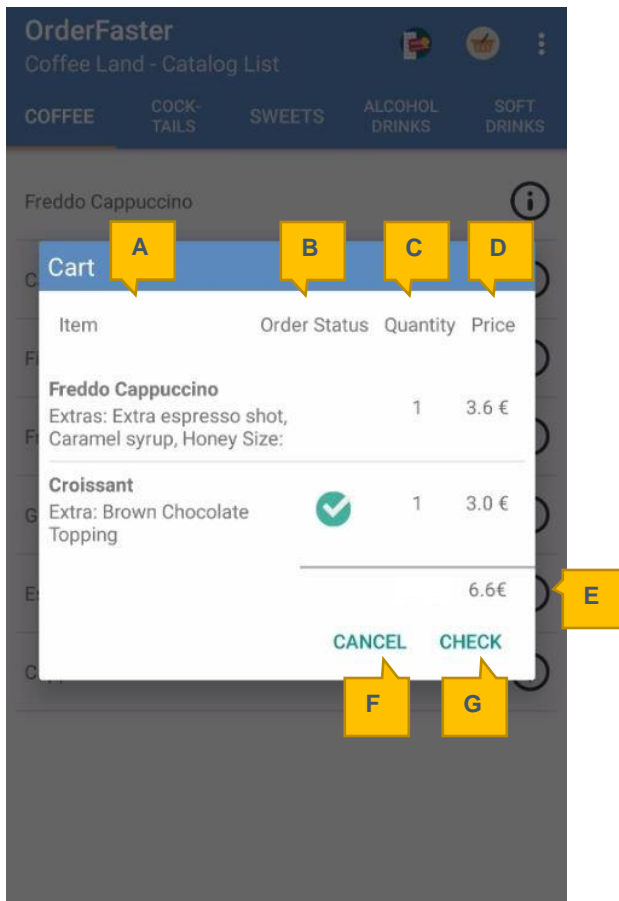 OrderFaster
Coffee Land - Catalog List
COFFEE
COCK-
TAILS
SWEETS
ALCOHOL
DRINKS
SOFT
DRINKS
Freddo Cappuccino
A
B
C
D
Cart
Item
Order Status
Quantity
Price
Freddo Cappuccino
Extras: Extra espresso shot,
Caramel syrup, Honey Size:
1
3.6 €
Croissant
Extra: Brown Chocolate
Topping
1
3.0 €
6.6€
E
CANCEL
CHECK
F
G